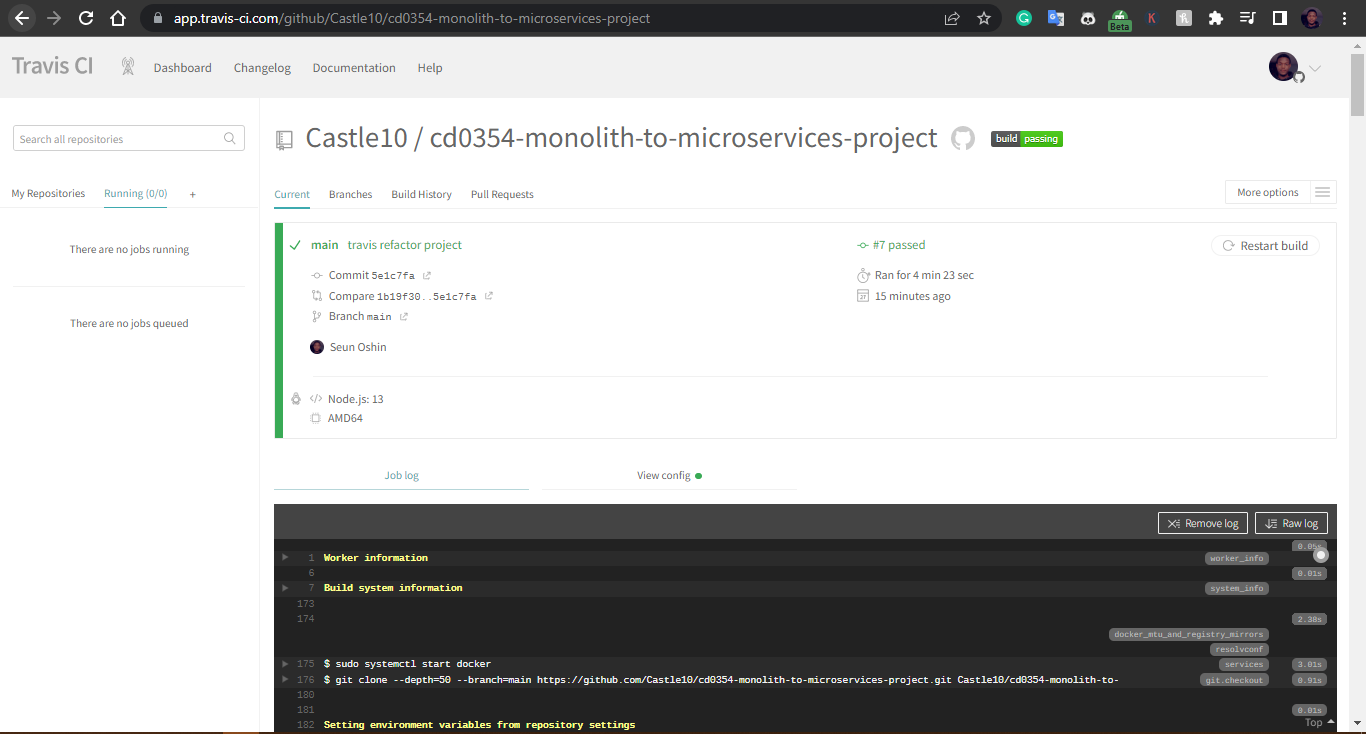 app.travis-ci.com/github/Castle10/cd0354-monolith-to-microservices-project
Beta
K
Travis CI
Dashboard
Changelog
Documentation
Help
Search all repositories
Castle10 / cd0354-monolith-to-microservices-project
build passing
My Repositories
Running (0/0)
+
Current
Branches
Build History
Pull Requests
More options
There are no jobs running
There are no jobs queued
main travis refactor project
#7 passed
Restart build
Commit 5e1c7fa
Ran for 4 min 23 sec
Compare 1b19f30..5e1c7fa
15 minutes ago
Branch main
Seun Oshin
Node.js: 13
AMD64
Job log
View config
Remove log
Raw log
0.05s
1 Worker information worker_info
6 0.01s
7 Build system information system_info
173
174 2.38s
docker_mtu_and_registry_mirrors
resolvconf
175 $ sudo systemctl start docker services 3.01s
176 $ git clone --depth=50 --branch=main https://github.com/Castle10/cd0354-monolith-to-microservices-project.git Castle10/cd0354-monolith-to- git.checkout 0.91s
180
181 0.01s
182 Setting environment variables from repository settings
Top